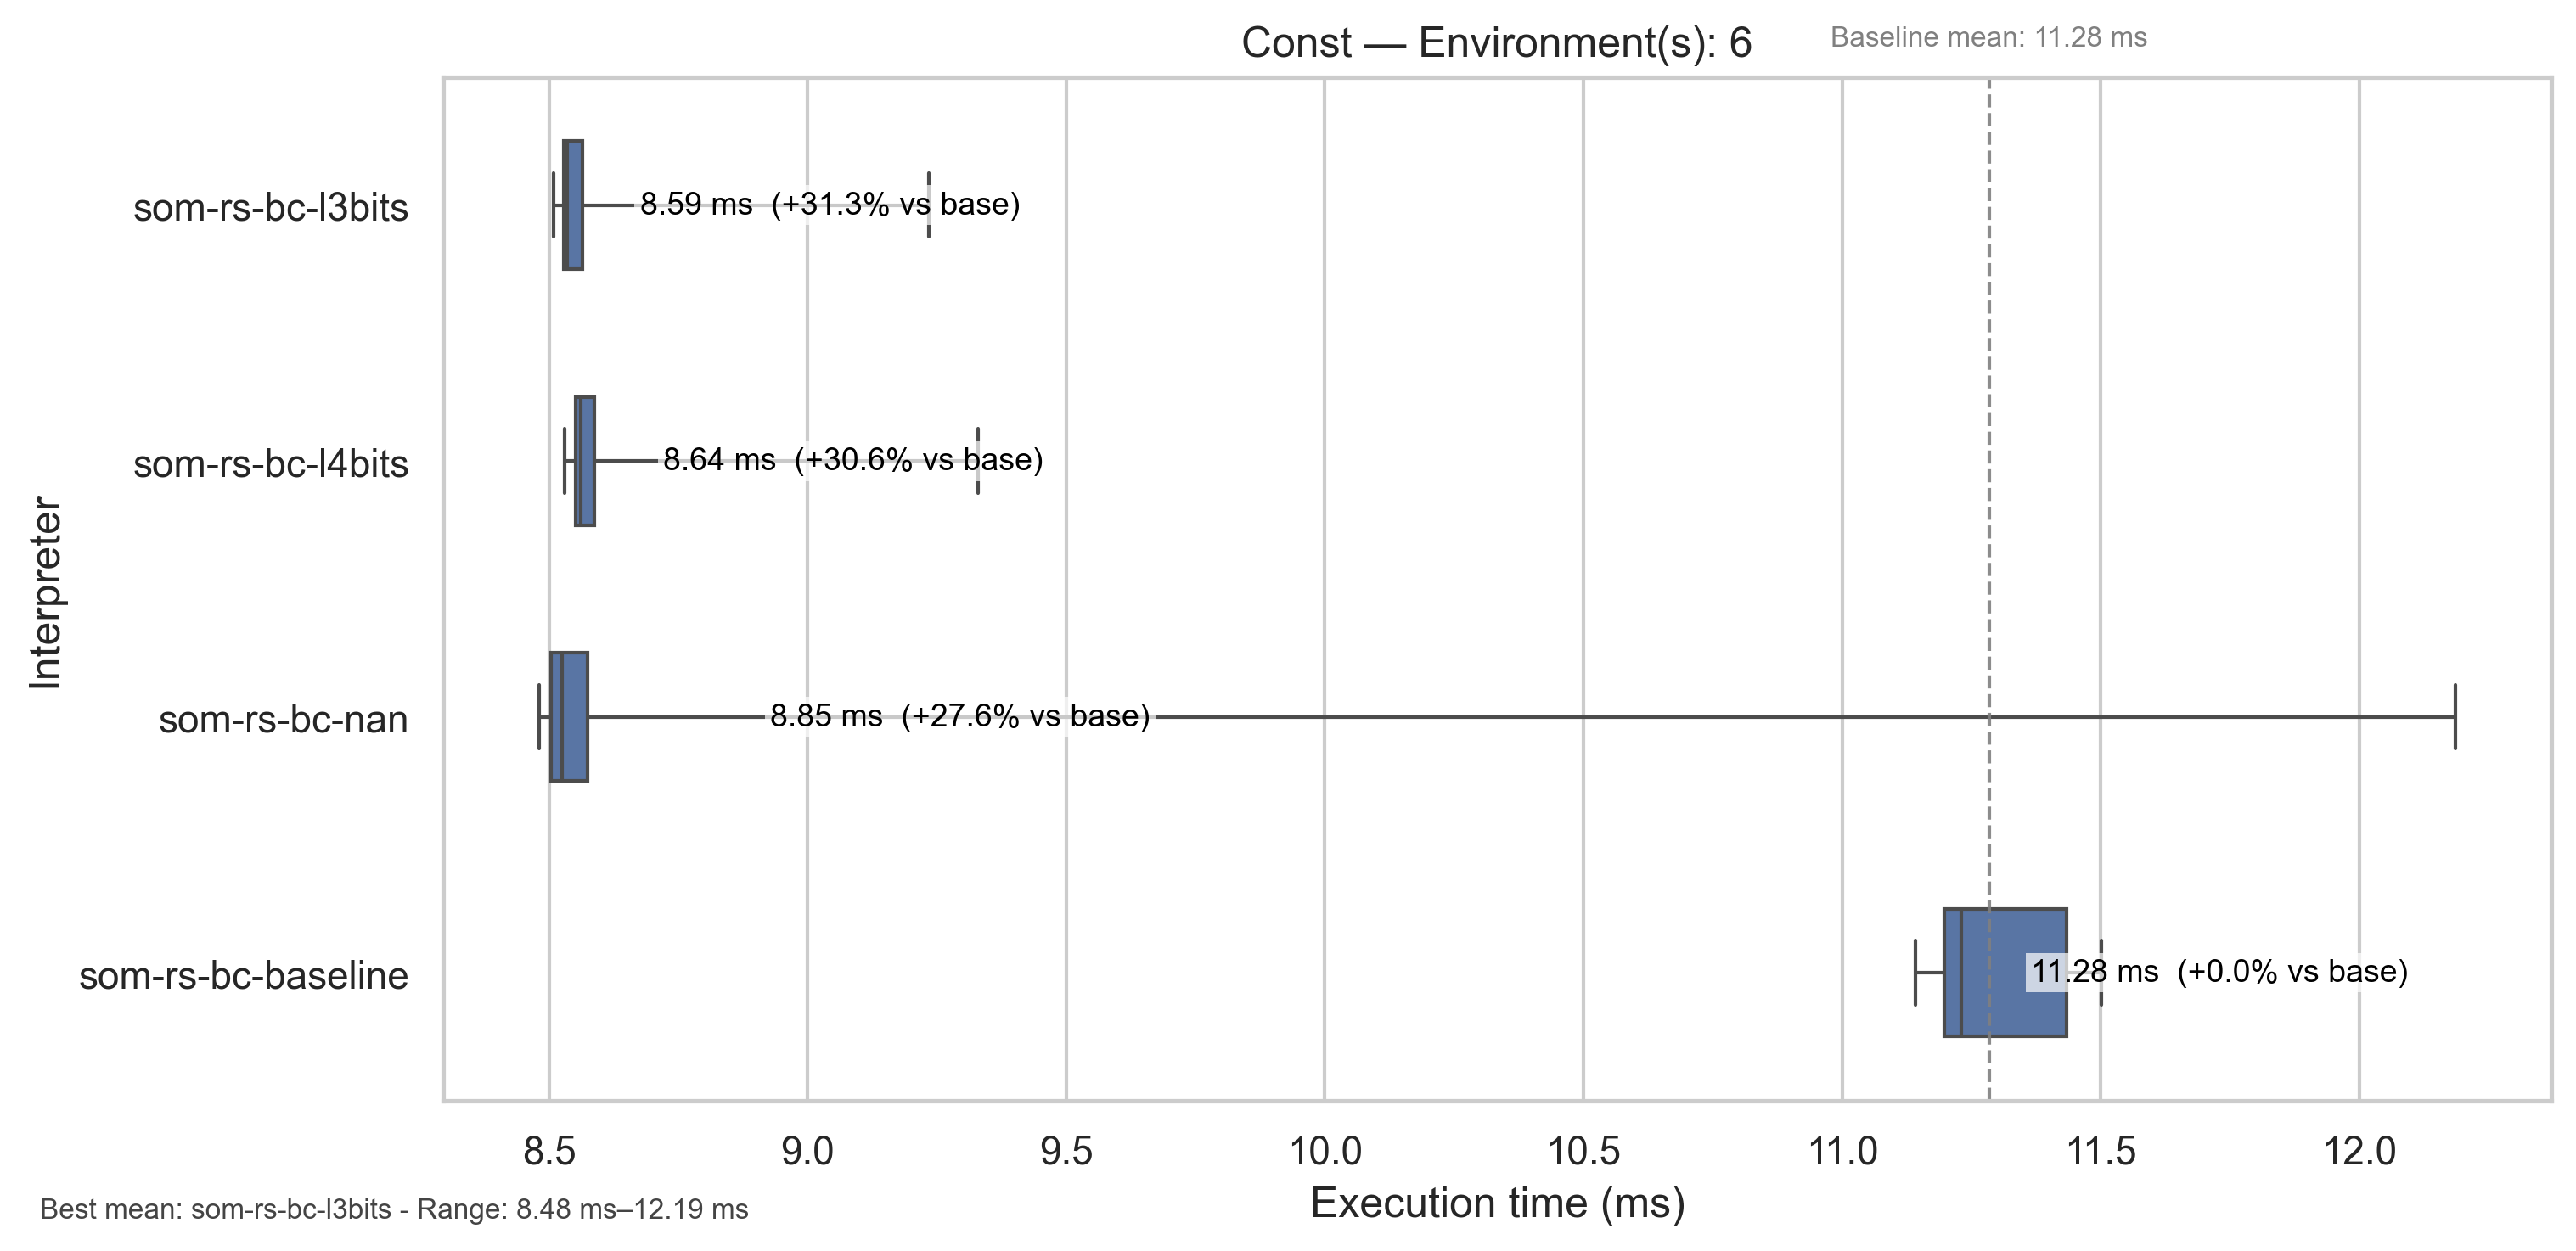 Const — Environment(s): 6
Baseline mean: 11.28 ms
Interpreter
som-rs-bc-l3bits
8.59 ms (+31.3% vs base)
som-rs-bc-l4bits
8.64 ms (+30.6% vs base)
som-rs-bc-nan
8.85 ms (+27.6% vs base)
som-rs-bc-baseline
11.28 ms (+0.0% vs base)
8.5 9.0 9.5 10.0 10.5 11.0 11.5 12.0
Execution time (ms)
Best mean: som-rs-bc-l3bits - Range: 8.48 ms–12.19 ms